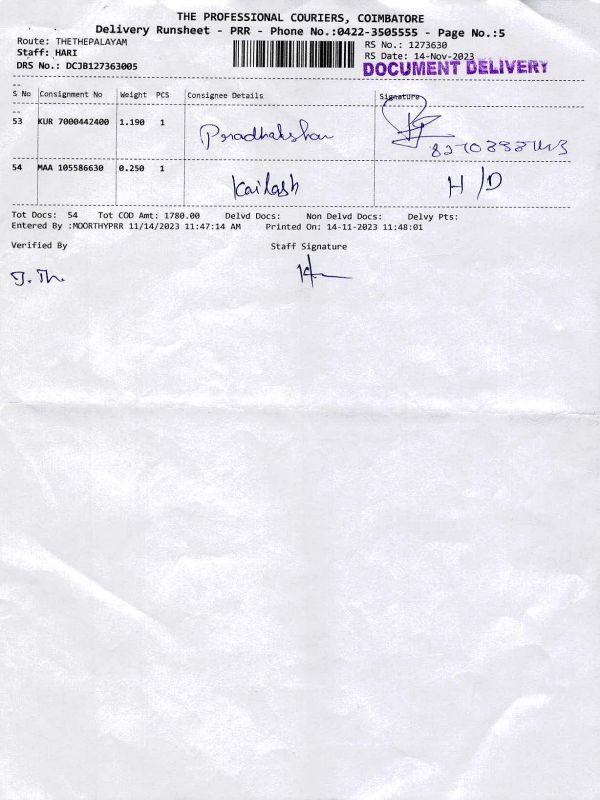 THE PROFESSIONAL COURIERS, COIMBATORE
Delivery Runsheet - PRR - Phone No.:0422-3505555 - Page No.:5
Route: THETHEPALAYAM
RS No.: 1273630
Staff: HARI
RS Date: 14-Nov-2023
DRS No.: DCJB127363005
DOCUMENT DELIVERY
S No Consignment No Weight PCS Consignee Details Signature
53 KUR 7000442400 1.190 1
54 MAA 105586630 0.250 1 Kailash H/D
Tot Docs: 54 Tot COD Amt: 1780.00 Delvd Docs: Non Delvd Docs: Delvy Pts:
Entered By :MOORTHYPRR 11/14/2023 11:47:14 AM Printed On: 14-11-2023 11:48:01
Verified By Staff Signature